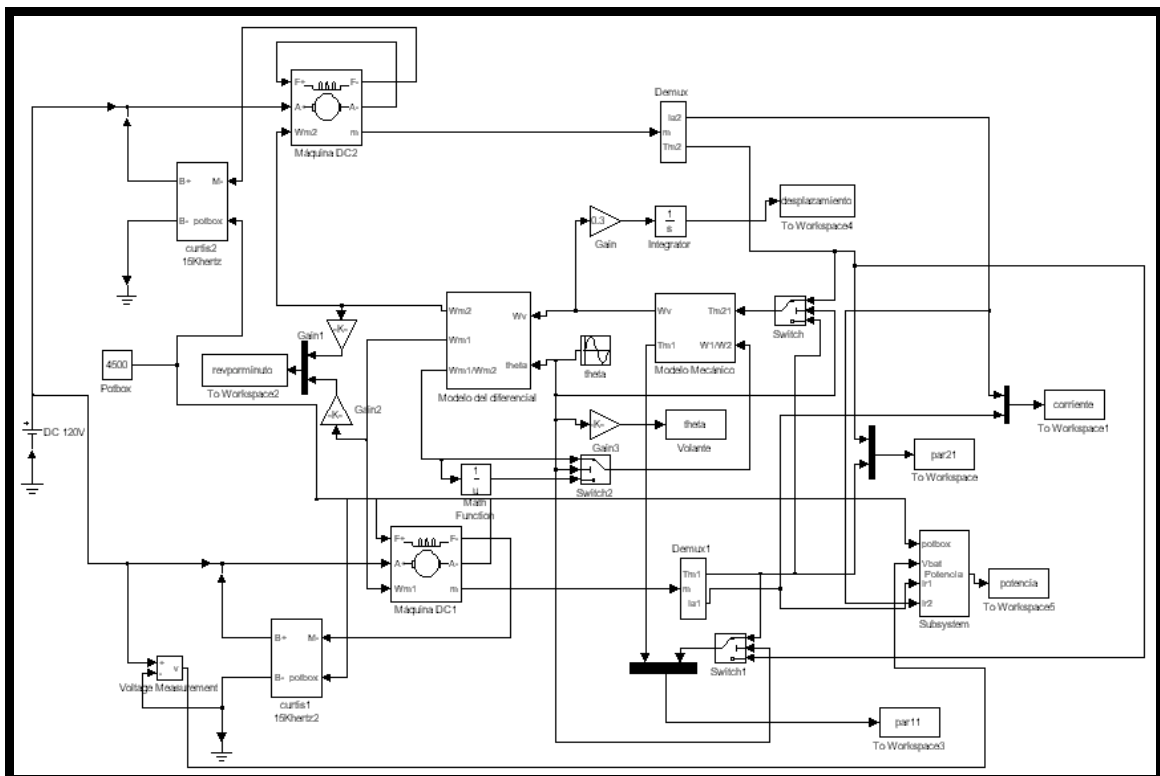 F+
F-
A+
A-
Wm2
m
Máquina DC2
Demux
Ia2
m
Tm2
B+
M-
B-
potbox
curtis2
15Khertz
0.3
Gain
1
s
Integrator
desplazamiento
To Workspace4
Wm2
Wm1
Wm1/Wm2
Wv
theta
Modelo del diferencial
Wv
Tm1
Tm21
W1/W2
Modelo Mecánico
Switch
theta
Gain1
-K-
4500
Potbox
revporminuto
To Workspace2
-K-
Gain2
-K-
Gain3
theta
Volante
corriente
To Workspace1
DC 120V
+
par21
To Workspace
1
u
Math
Function
Switch2
F+
F-
A+
A-
Wm1
m
Máquina DC1
Demux1
Tm1
m
Ia1
potbox
Vbat
Potencia
Ir1
Ir2
Subsystem
potencia
To Workspace5
B+
M-
B-
potbox
curtis1
15Khertz2
+
-
v
Voltage Measurement
Switch1
par11
To Workspace3